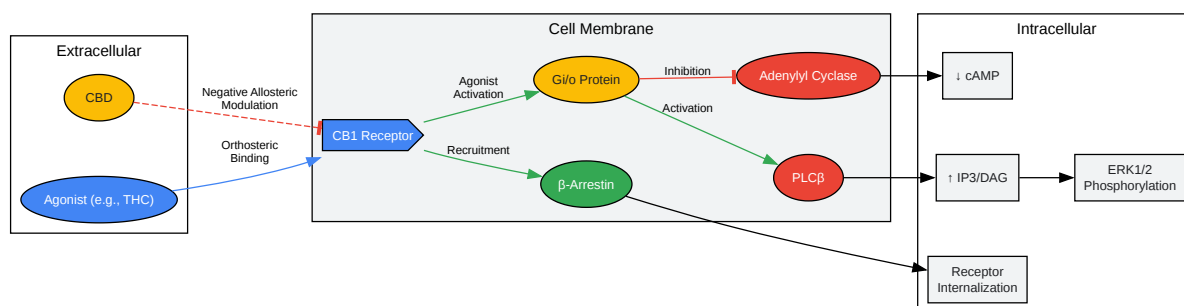 Extracellular
CBD
Agonist (e.g., THC)
Negative Allosteric
Modulation
Orthosteric
Binding
Cell Membrane
CB1 Receptor
Agonist
Activation
Recruitment
Gi/o Protein
β-Arrestin
Inhibition
Activation
Adenylyl Cyclase
PLCβ
Intracellular
↓ cAMP
↑ IP3/DAG
ERK1/2
Phosphorylation
Receptor
Internalization